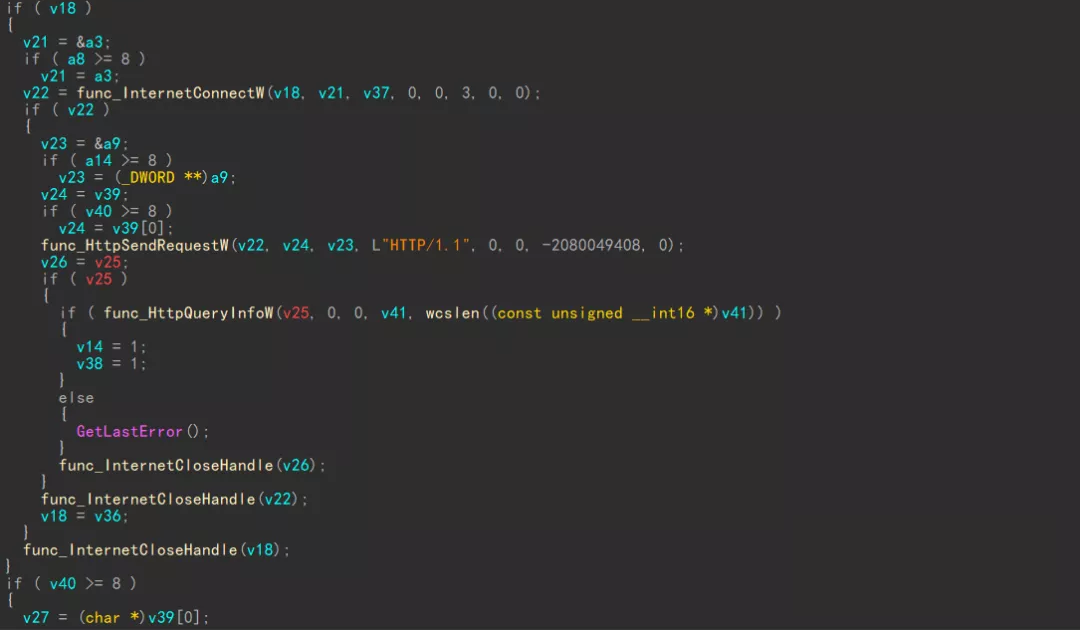 if ( v18 )
{
v21 = &a3;
if ( a8 >= 8 )
v21 = a3;
v22 = func_InternetConnectW(v18, v21, v37, 0, 0, 3, 0, 0);
if ( v22 )
{
v23 = &a9;
if ( a14 >= 8 )
v23 = (_DWORD **)a9;
v24 = v39;
if ( v40 >= 8 )
v24 = v39[0];
func_HttpSendRequestW(v22, v24, v23, L"HTTP/1.1", 0, 0, -2080049408, 0);
v26 = v25;
if ( v25 )
{
if ( func_HttpQueryInfoW(v25, 0, 0, v41, wcslen((const unsigned __int16 *)v41)) )
{
v14 = 1;
v38 = 1;
}
else
{
GetLastError();
}
func_InternetCloseHandle(v26);
}
func_InternetCloseHandle(v22);
v18 = v36;
}
func_InternetCloseHandle(v18);
}
if ( v40 >= 8 )
{
v27 = (char *)v39[0];